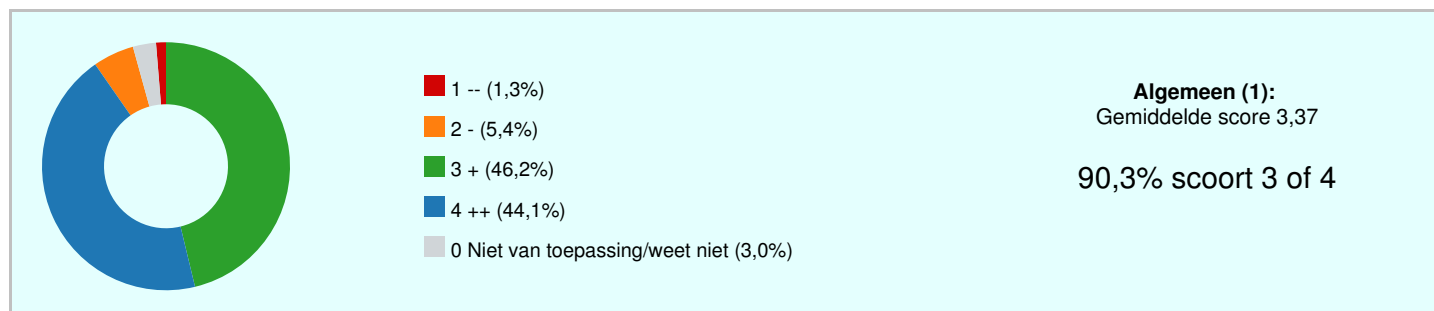 1 -- (1,3%)
2 - (5,4%)
3 + (46,2%)
4 ++ (44,1%)
0 Niet van toepassing/weet niet (3,0%)
Algemeen (1):
Gemiddelde score 3,37
90,3% scoort 3 of 4